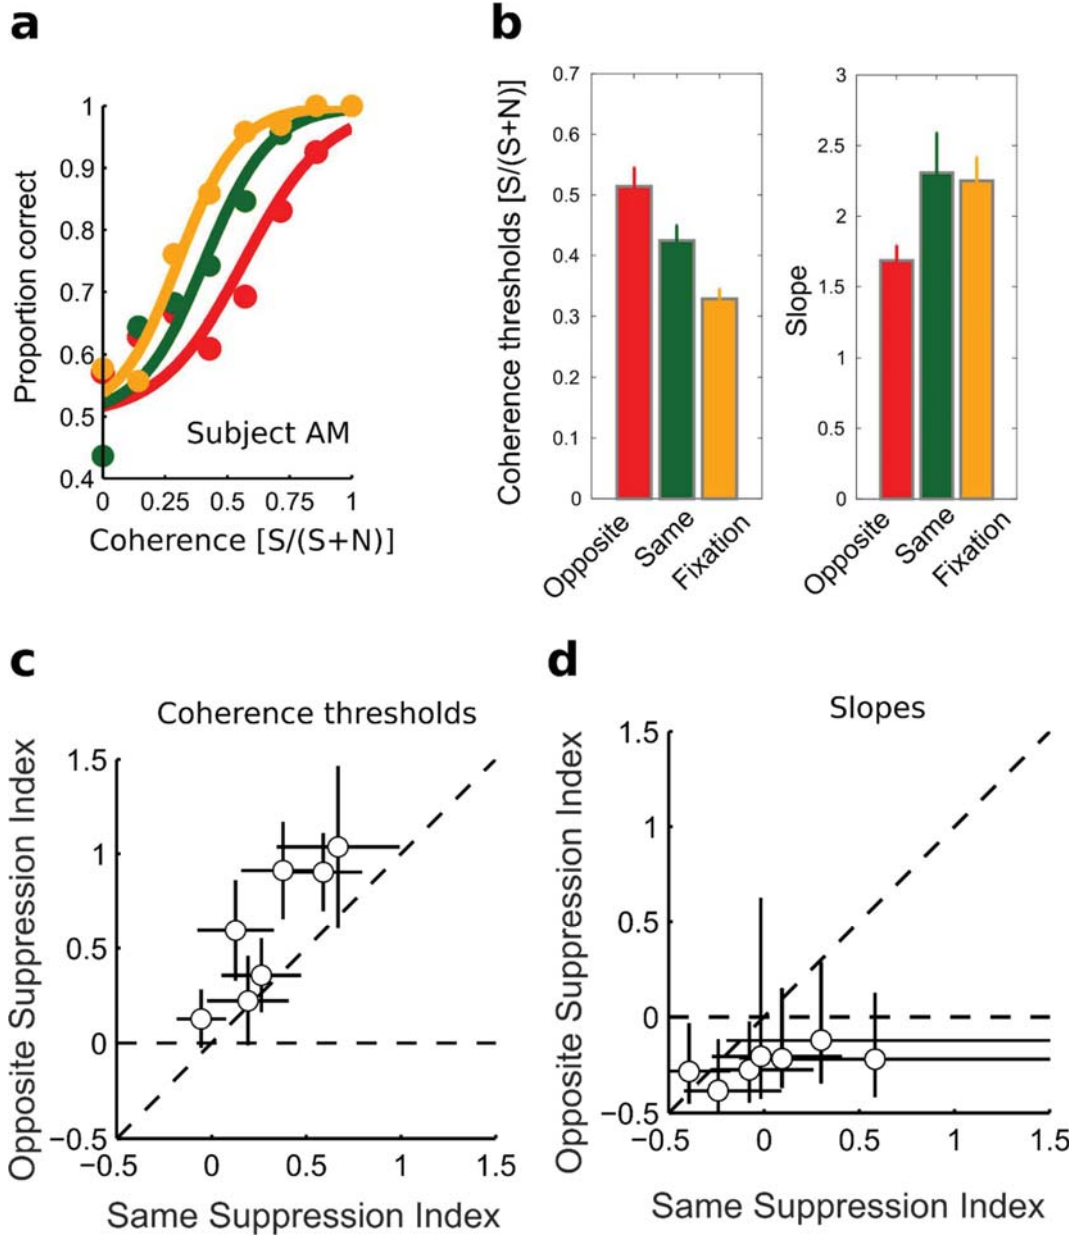 a
1
0.9
0.8
0.7
0.6
0.5
0.4
Proportion correct
Subject AM
0 0.25 0.5 0.75 1
Coherence [S/(S+N)]
b
0.7
0.6
0.5
0.4
0.3
0.2
0.1
0
Coherence thresholds [S/(S+N)]
Opposite
Same
Fixation
3
2.5
2
1.5
1
0.5
0
Slope
Opposite
Same
Fixation
c
Coherence thresholds
1.5
1
0.5
0
−0.5
Opposite Suppression Index
−0.5 0 0.5 1 1.5
Same Suppression Index
d
Slopes
1.5
1
0.5
0
−0.5
Opposite Suppression Index
−0.5 0 0.5 1 1.5
Same Suppression Index